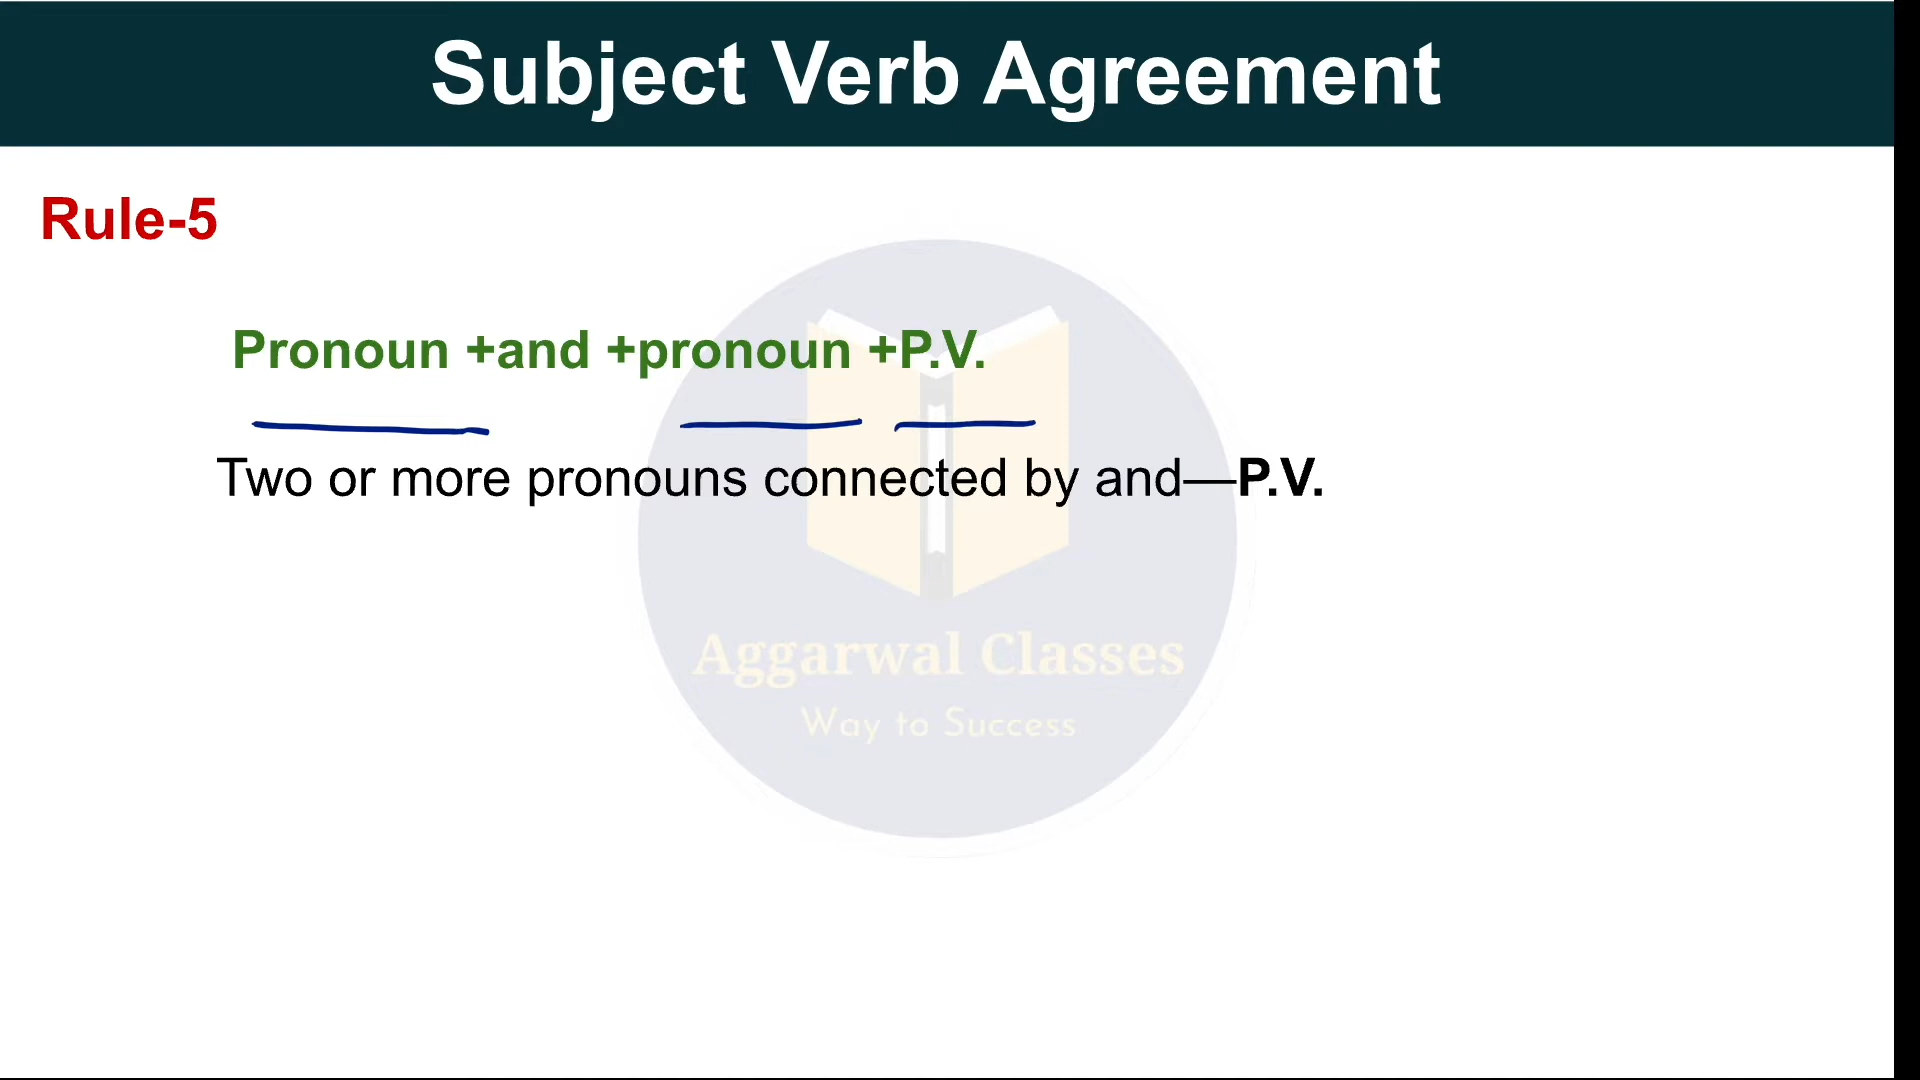 Subject Verb Agreement
Rule-5
Pronoun +and +pronoun +P.V.
Two or more pronouns connected by and—P.V.
Aggarwal Classes
Way to Success